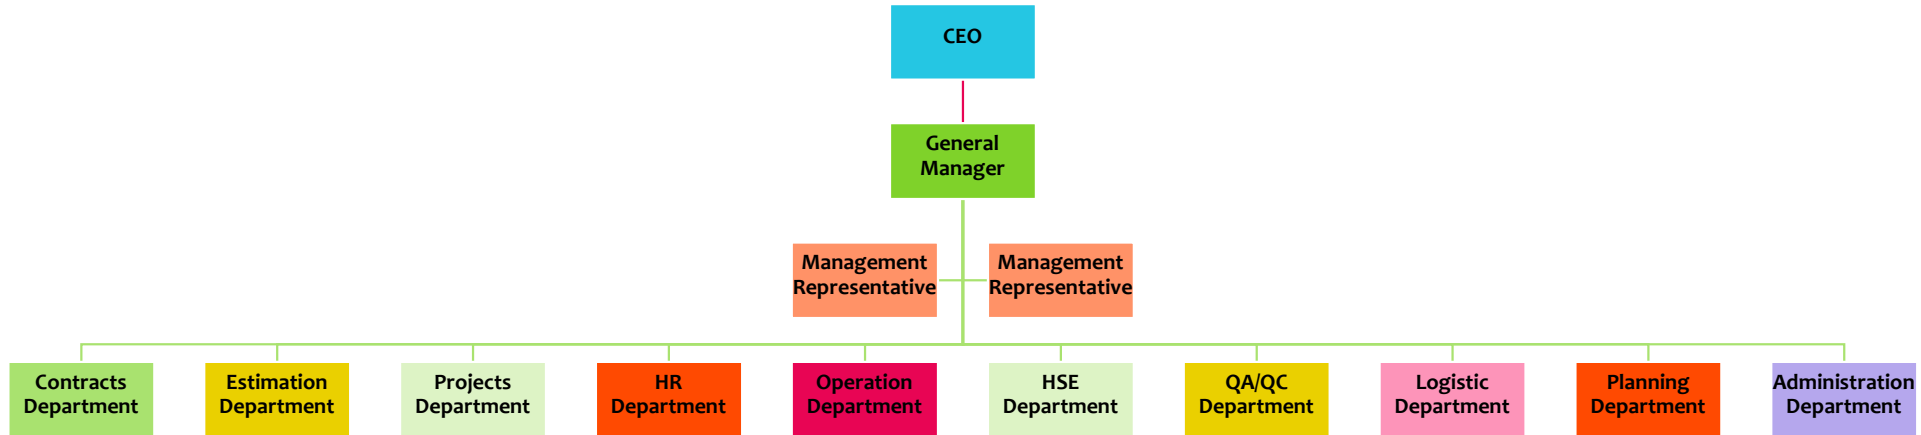 CEO
General
Manager
Management
Representative
Management
Representative
Contracts
Department
Estimation
Department
Projects
Department
HR
Department
Operation
Department
HSE
Department
QA/QC
Department
Logistic
Department
Planning
Department
Administration
Department